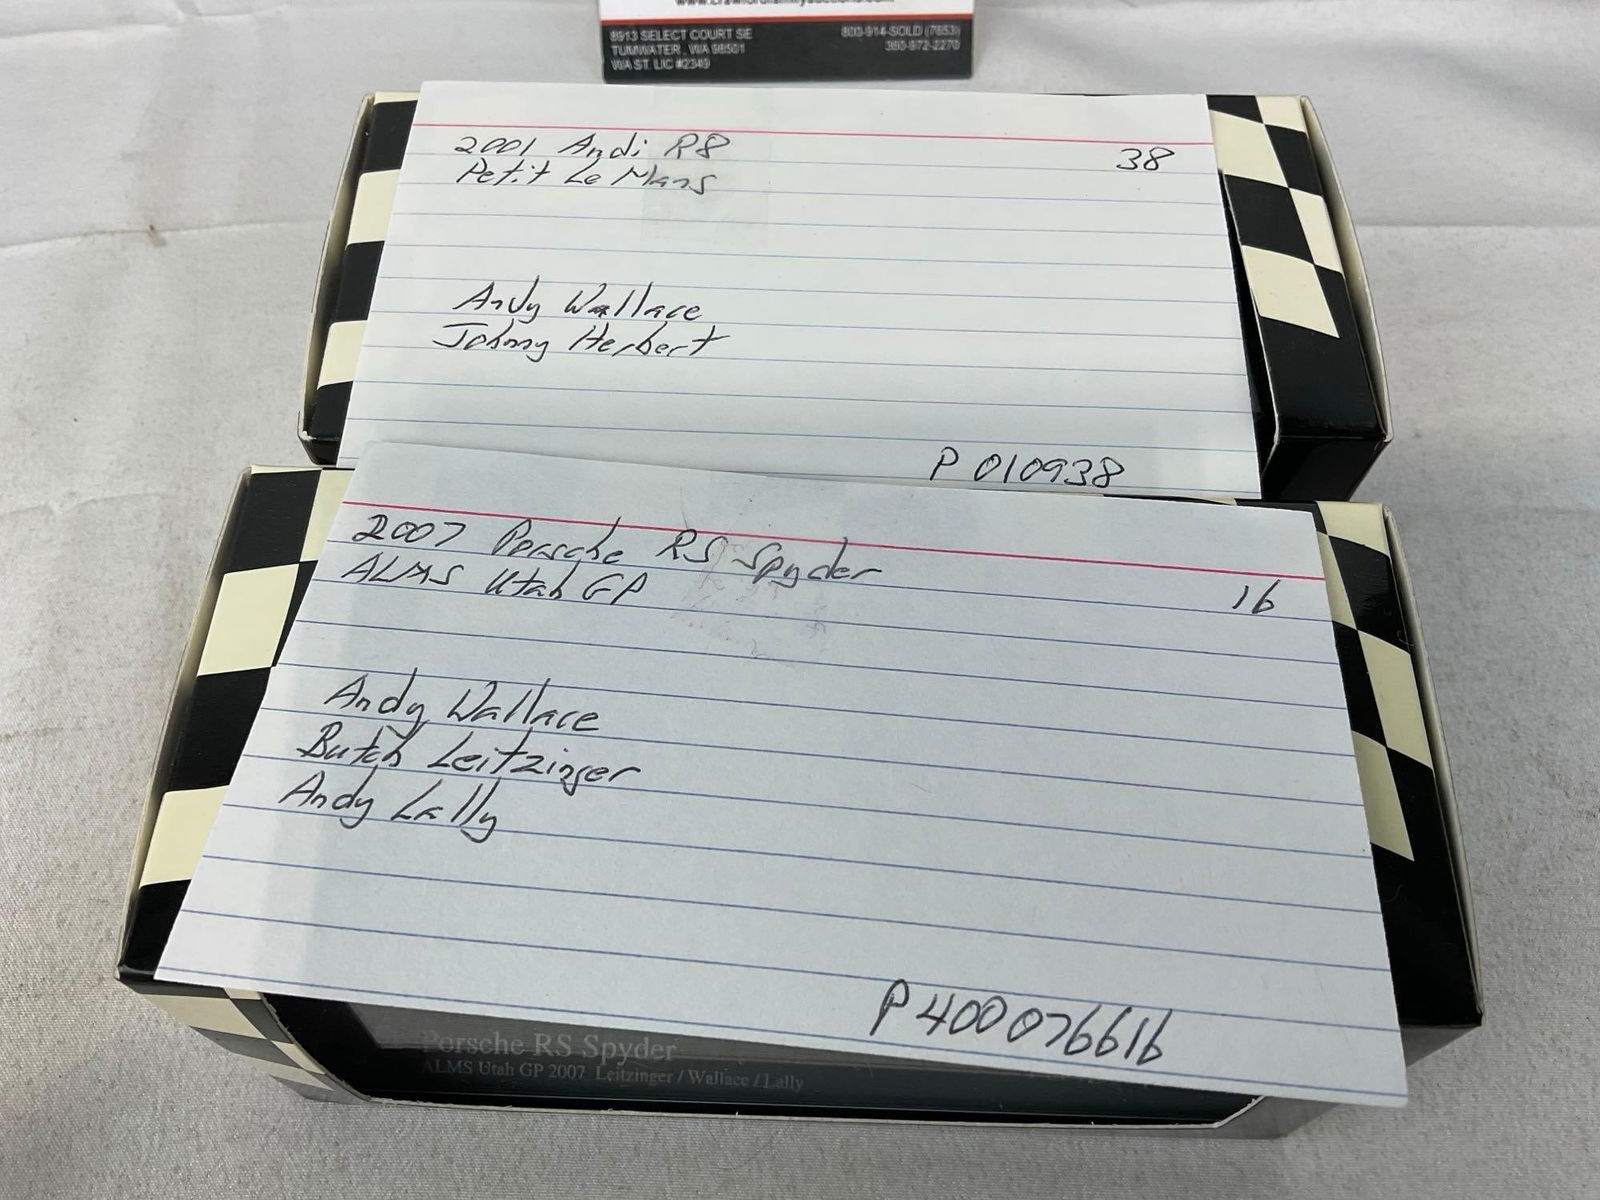 8913 SELECT COURT SE
TUMWATER, WA 98501
WA ST. LIC #2349
800-914-SOLD (7653)
360-972-2270
2001 Audi R8
38
Petit Le Mans
Andy Wallace
Johnny Herbert
P 010938
2007 Porsche RS Spyder
ALMS Utah GP
16
Andy Wallace
Butch Leitzinger
Andy Lally
P 400076616
Porsche RS Spyder
ALMS Utah GP 2007 Leitzinger / Wallace / Lally